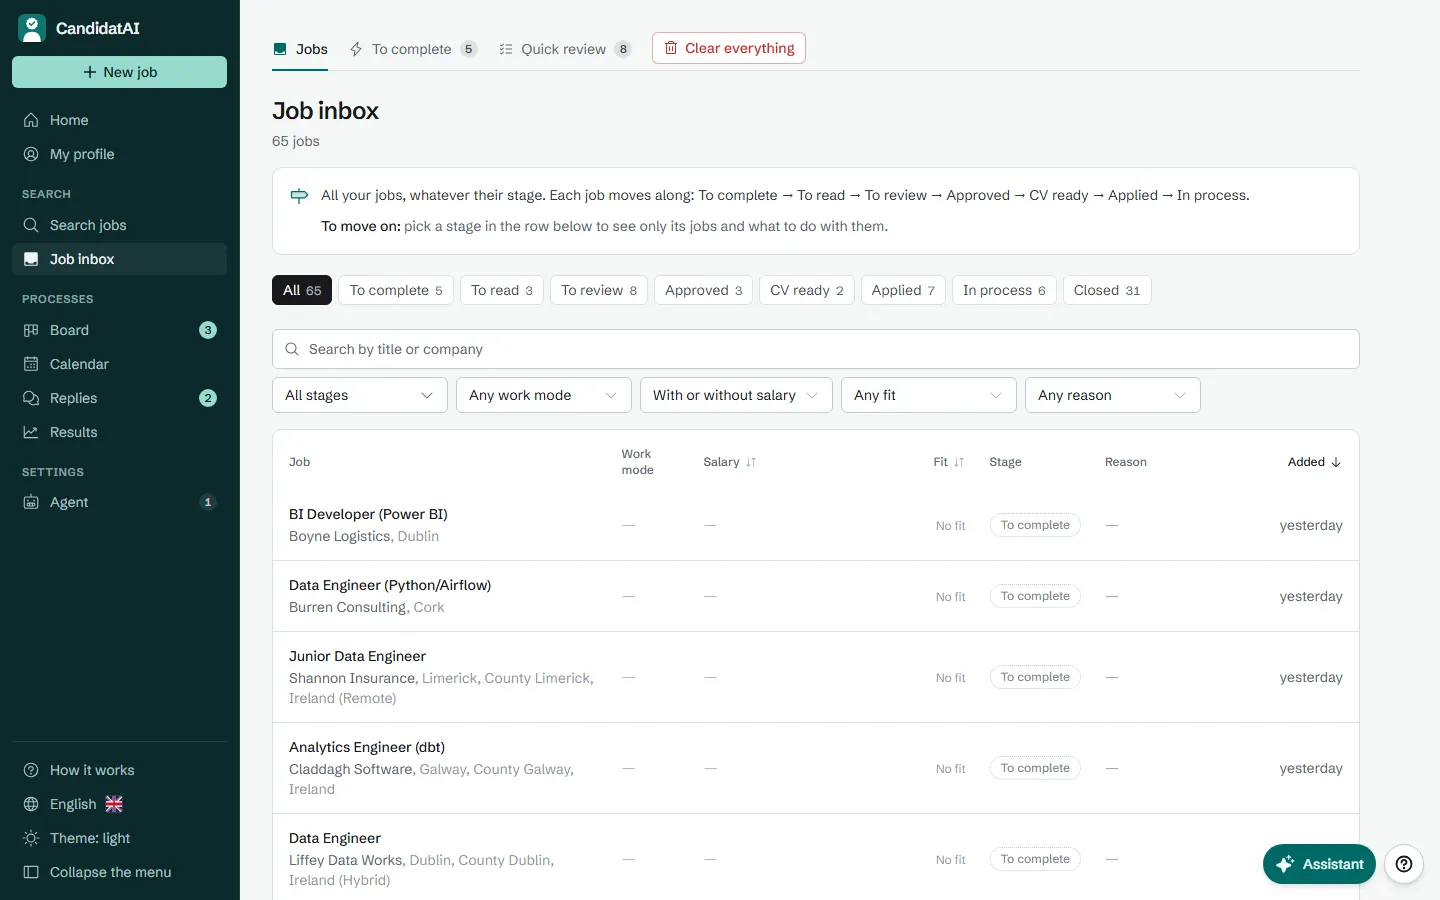 CandidatAI
New job
Home
My profile
SEARCH
Search jobs
Job inbox
PROCESSES
Board 3
Calendar
Replies 2
Results
SETTINGS
Agent 1
How it works
English
Theme: light
Collapse the menu
Jobs To complete 5 Quick review 8 Clear everything
Job inbox
65 jobs
All your jobs, whatever their stage. Each job moves along: To complete → To read → To review → Approved → CV ready → Applied → In process.
To move on: pick a stage in the row below to see only its jobs and what to do with them.
All 65 To complete 5 To read 3 To review 8 Approved 3 CV ready 2 Applied 7 In process 6 Closed 31
Search by title or company
All stages Any work mode With or without salary Any fit Any reason
Job Work mode Salary Fit Stage Reason Added
BI Developer (Power BI)
Boyne Logistics, Dublin — — No fit To complete — yesterday
Data Engineer (Python/Airflow)
Burren Consulting, Cork — — No fit To complete — yesterday
Junior Data Engineer
Shannon Insurance, Limerick, County Limerick, — — No fit To complete — yesterday
Ireland (Remote)
Analytics Engineer (dbt)
Claddagh Software, Galway, County Galway, — — No fit To complete — yesterday
Ireland
Data Engineer
Liffey Data Works, Dublin, County Dublin, — — No fit To complete —
Ireland (Hybrid)
Assistant